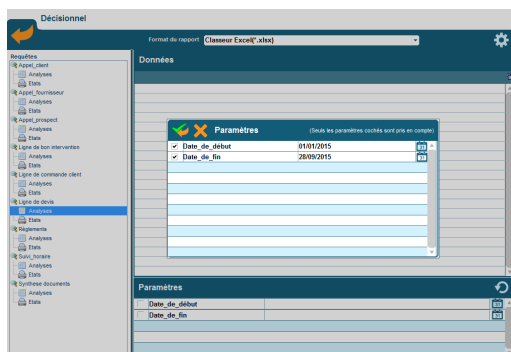 Décisionnel
Format de rapport Classeur Excel(*.xlsx)
Requêtes
Appel_client
Analyses
Etats
Appel_fournisseur
Analyses
Etats
Appel_prospect
Analyses
Etats
Ligne de bon intervention
Analyses
Etats
Ligne de commande client
Analyses
Etats
Ligne de devis
Analyses
Etats
Règlements
Analyses
Etats
Suivi_horaire
Analyses
Etats
Synthese documents
Analyses
Etats
Données
Paramètres (Seuls les paramètres cochés sont pris en compte)
Date_de_début 01/01/2015
Date_de_fin 28/09/2015
Paramètres
Date_de_début
Date_de_fin